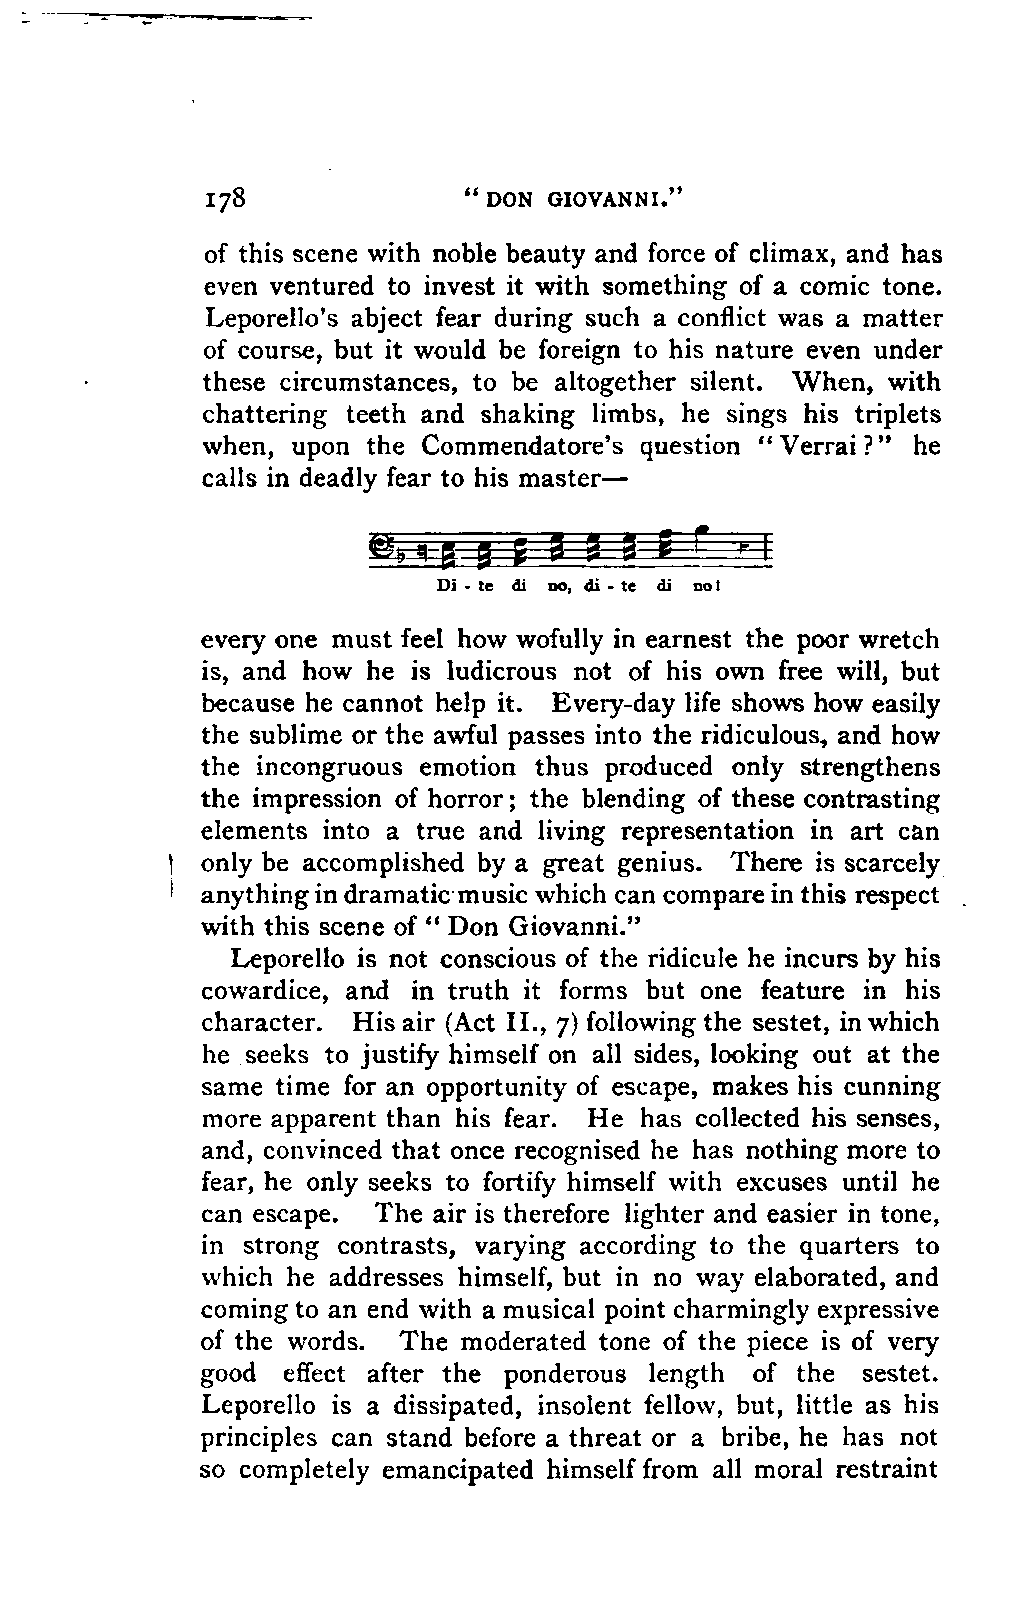 178 "DON GIOVANNI."
of this scene with noble beauty and force of climax, and has
even ventured to invest it with something of a comic tone.
Leporello's abject fear during such a conflict was a matter
of course, but it would be foreign to his nature even under
these circumstances, to be altogether silent. When, with
chattering teeth and shaking limbs, he sings his triplets
when, upon the Commendatore's question "Verrai?" he
calls in deadly fear to his master—
Di - te di no, di - te di no!
every one must feel how wofully in earnest the poor wretch
is, and how he is ludicrous not of his own free will, but
because he cannot help it. Every-day life shows how easily
the sublime or the awful passes into the ridiculous, and how
the incongruous emotion thus produced only strengthens
the impression of horror; the blending of these contrasting
elements into a true and living representation in art can
only be accomplished by a great genius. There is scarcely
anything in dramatic music which can compare in this respect
with this scene of "Don Giovanni."
Leporello is not conscious of the ridicule he incurs by his
cowardice, and in truth it forms but one feature in his
character. His air (Act II., 7) following the sestet, in which
he seeks to justify himself on all sides, looking out at the
same time for an opportunity of escape, makes his cunning
more apparent than his fear. He has collected his senses,
and, convinced that once recognised he has nothing more to
fear, he only seeks to fortify himself with excuses until he
can escape. The air is therefore lighter and easier in tone,
in strong contrasts, varying according to the quarters to
which he addresses himself, but in no way elaborated, and
coming to an end with a musical point charmingly expressive
of the words. The moderated tone of the piece is of very
good effect after the ponderous length of the sestet.
Leporello is a dissipated, insolent fellow, but, little as his
principles can stand before a threat or a bribe, he has not
so completely emancipated himself from all moral restraint